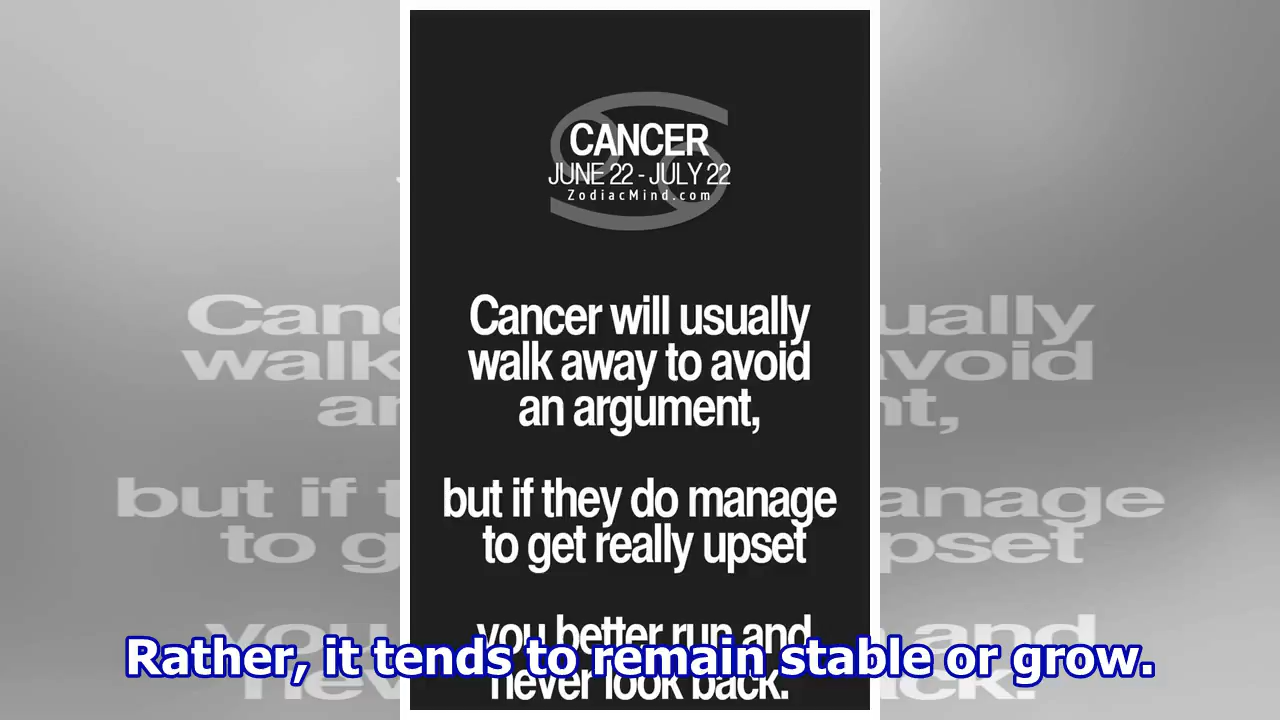 CANCER
JUNE 22 - JULY 22
ZodiacMind.com
Cancer will usually
walk away to avoid
an argument,
but if they do manage
to get really upset
you better run and
never look back.
Rather, it tends to remain stable or grow.